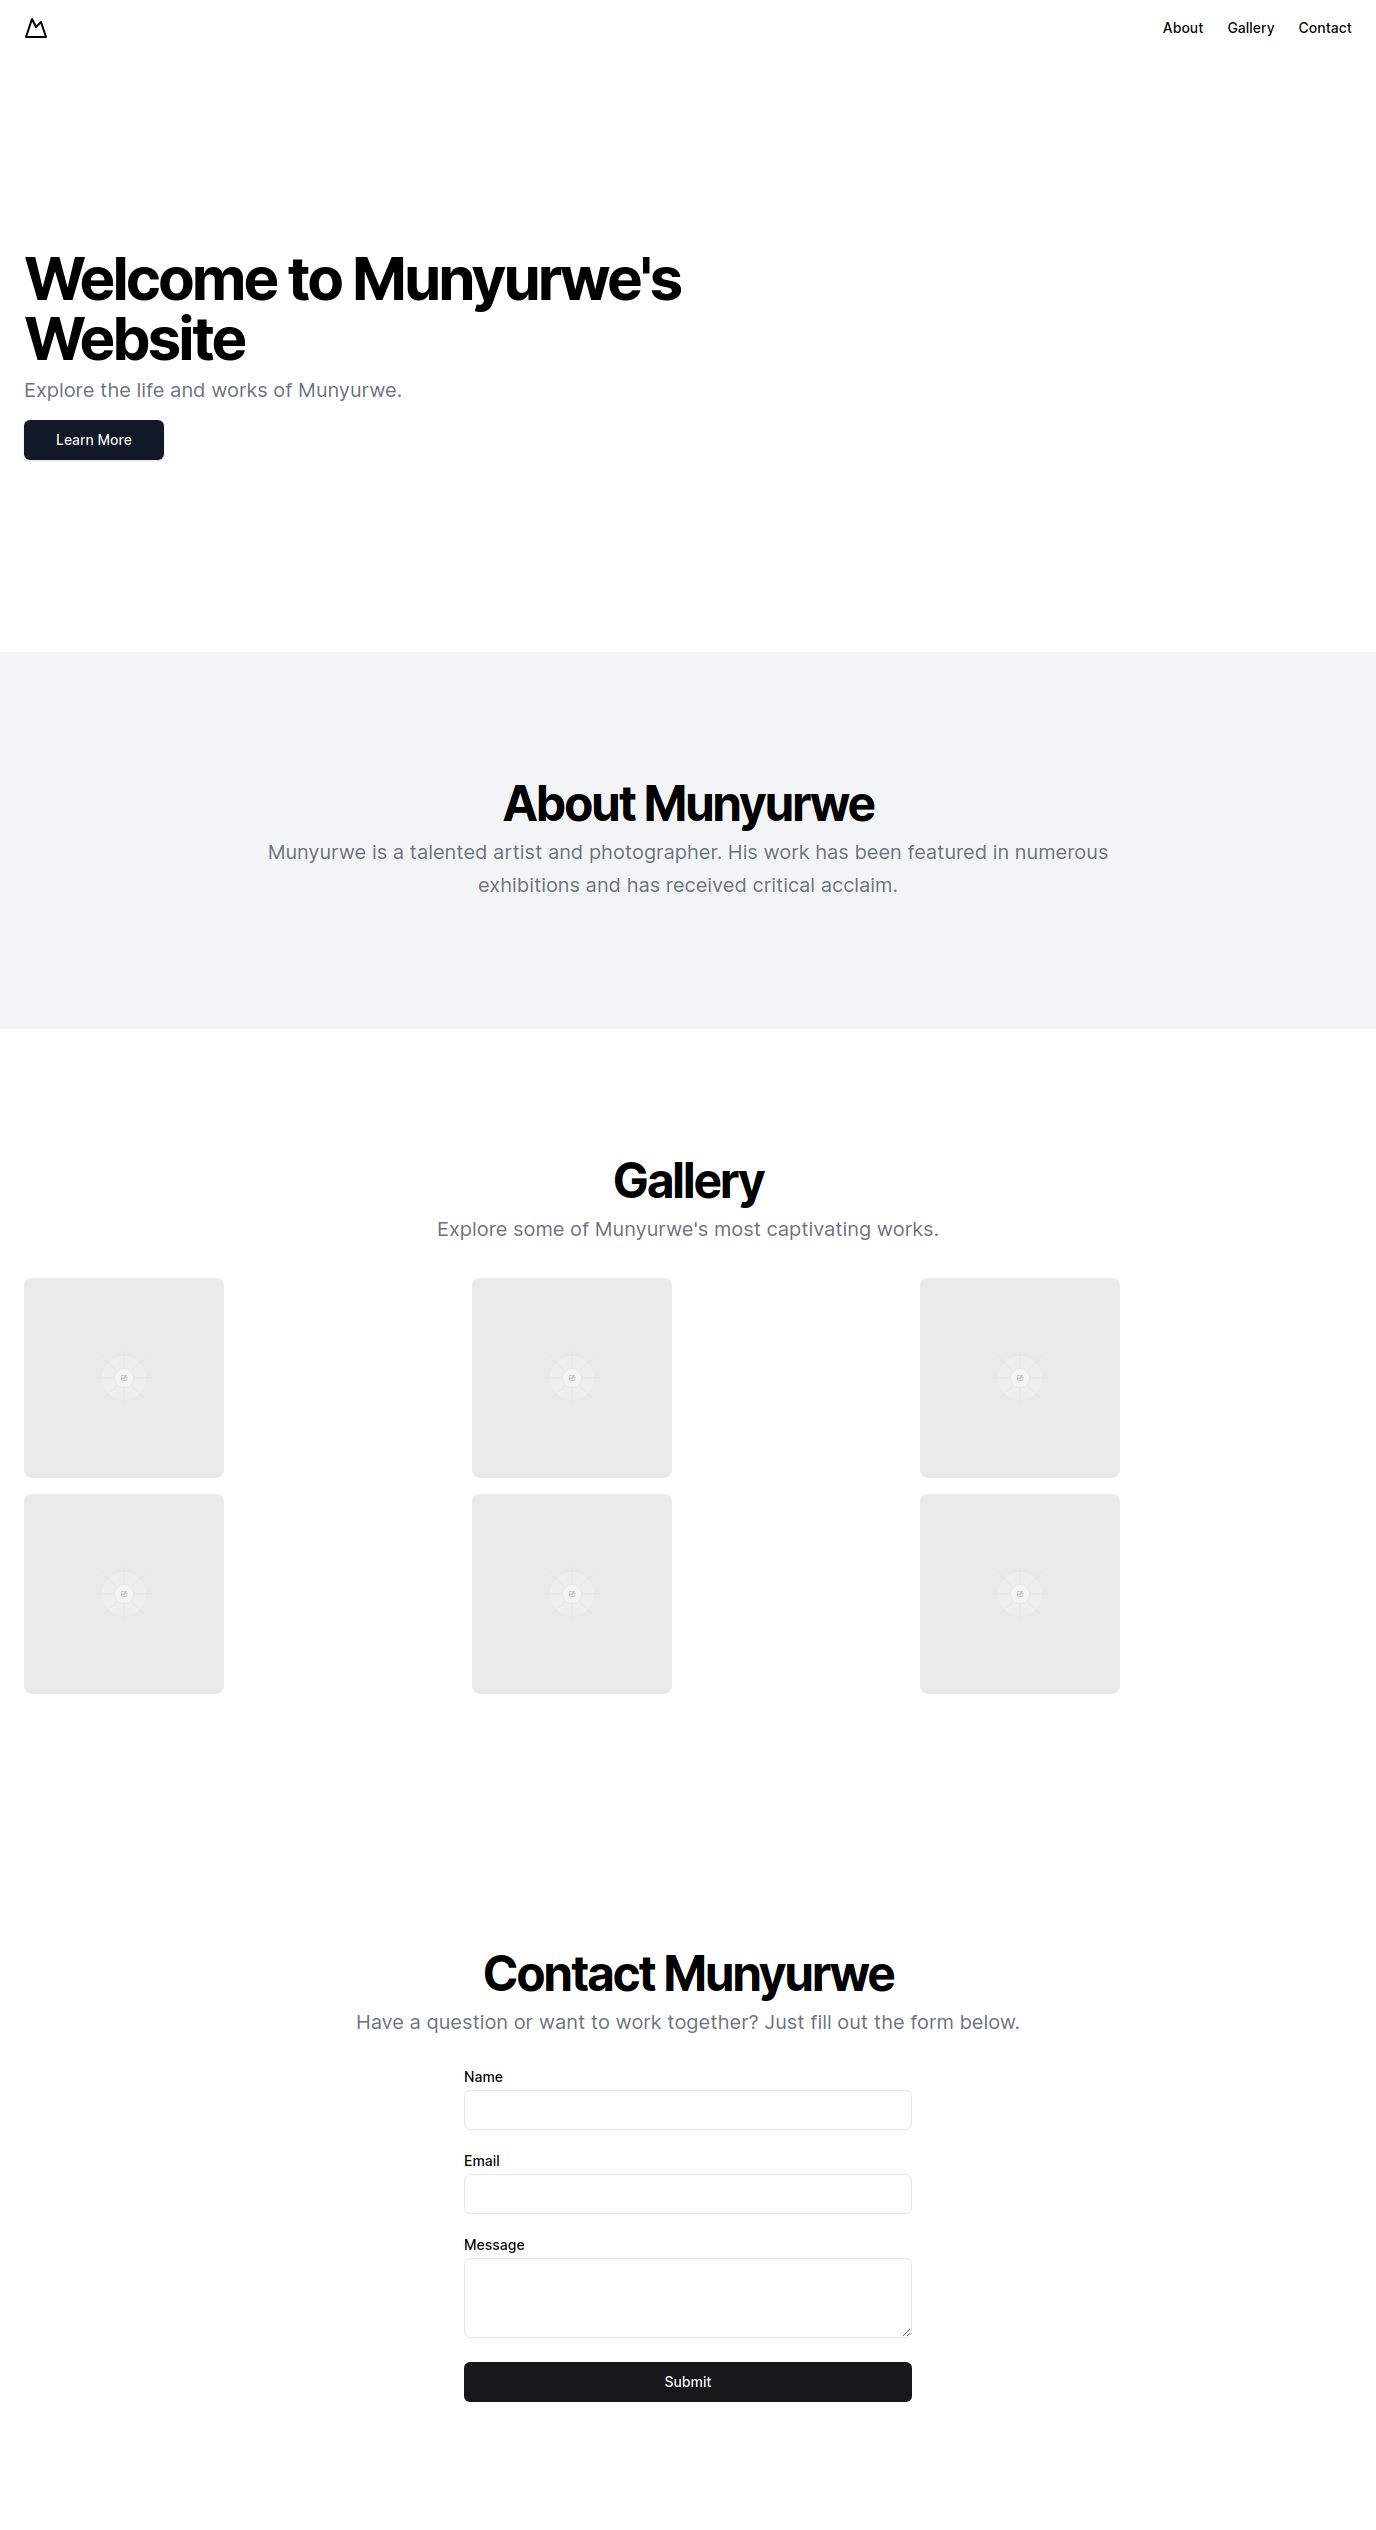 About
Gallery
Contact
Welcome to Munyurwe's
Website
Explore the life and works of Munyurwe.
Learn More
About Munyurwe
Munyurwe is a talented artist and photographer. His work has been featured in numerous
exhibitions and has received critical acclaim.
Gallery
Explore some of Munyurwe's most captivating works.
Contact Munyurwe
Have a question or want to work together? Just fill out the form below.
Name
Email
Message
Submit